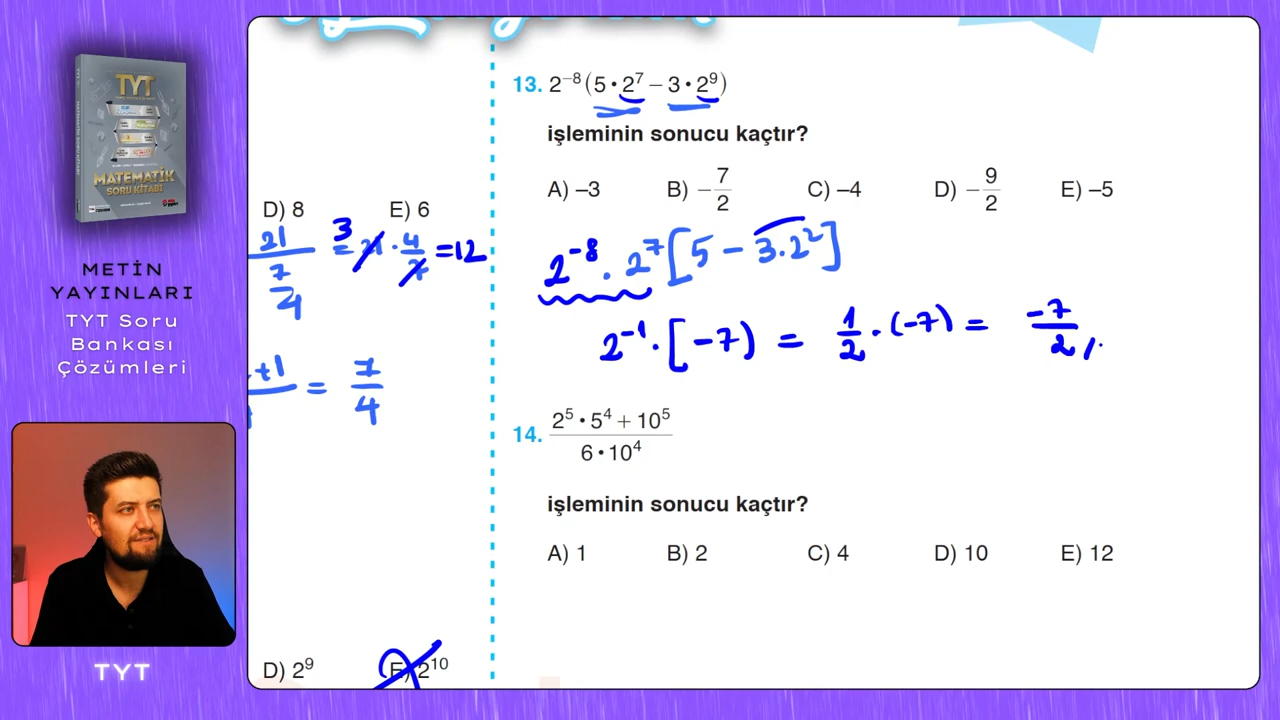 TYT
MATEMATİK
SORU KİTABI
METİN
YAYINLARI
TYT Soru
Bankası
Çözümleri
TYT
D) 8 E) 6
21/(7/4) = 21 · 4/7 = 12
3
+1 = 7/4
D) 2⁹ E) 2¹⁰
13. 2⁻⁸(5·2⁷ – 3·2⁹)
işleminin sonucu kaçtır?
A) –3 B) –7/2 C) –4 D) –9/2 E) –5
2⁻⁸ · 2⁷ [5 – 3.2²]
2⁻¹ · [–7) = 1/2 · (–7) = –7/2
14. (2⁵·5⁴ + 10⁵)/(6·10⁴)
işleminin sonucu kaçtır?
A) 1 B) 2 C) 4 D) 10 E) 12